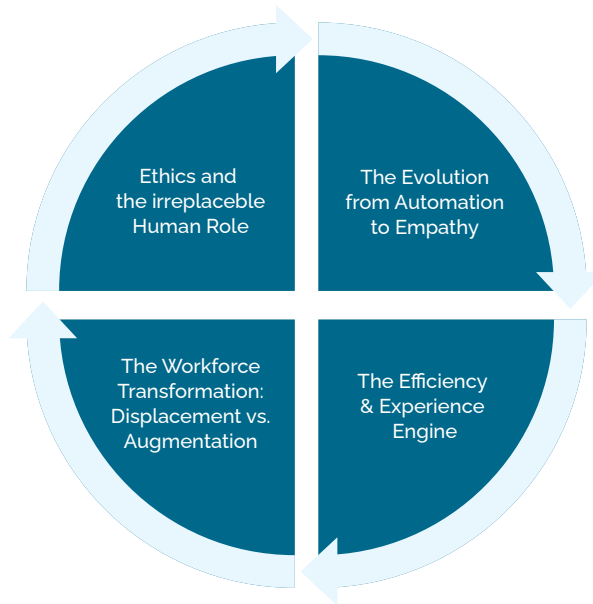 Ethics and
the irreplaceble
Human Role
The Evolution
from Automation
to Empathy
The Workforce
Transformation:
Displacement vs.
Augmentation
The Efficiency
& Experience
Engine